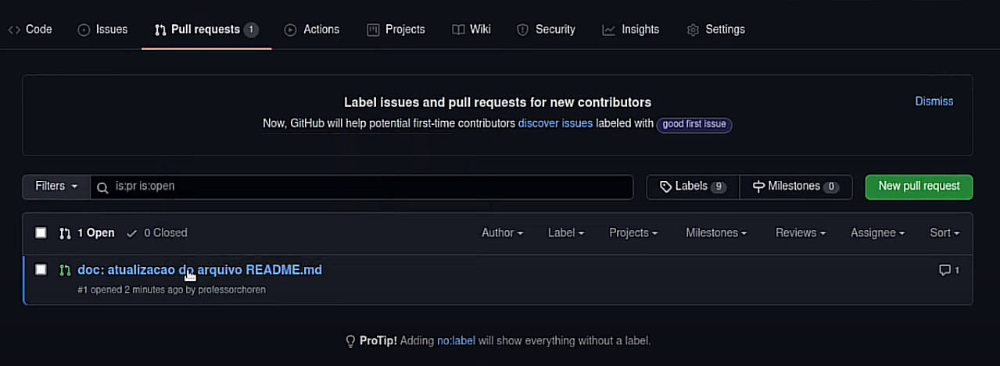 Code Issues Pull requests 1 Actions Projects Wiki Security Insights Settings
Label issues and pull requests for new contributors
Dismiss
Now, GitHub will help potential first-time contributors discover issues labeled with good first issue
Filters is:pr is:open Labels 9 Milestones 0 New pull request
1 Open 0 Closed Author Label Projects Milestones Reviews Assignee Sort
doc: atualizacao do arquivo README.md 1
#1 opened 2 minutes ago by professorchoren
ProTip! Adding no:label will show everything without a label.